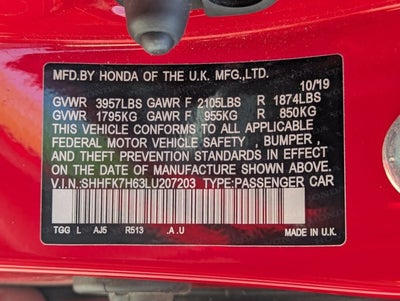 MFD.BY HONDA OF THE U.K. MFG.,LTD.
10/19
GVWR 3957LBS GAWR F 2105LBS R 1874LBS
GVWR 1795KG GAWR F 955KG R 850KG
THIS VEHICLE CONFORMS TO ALL APPLICABLE
FEDERAL MOTOR VEHICLE SAFETY , BUMPER ,
AND THEFT PREVENTION STANDARDS IN EFFECT
ON THE DATE OF MANUFACTURE SHOWN ABOVE.
V.I.N.:SHHFK7H63LU207203 TYPE:PASSENGER CAR
TGG L AJ5 R513 .A.U MADE IN U.K.